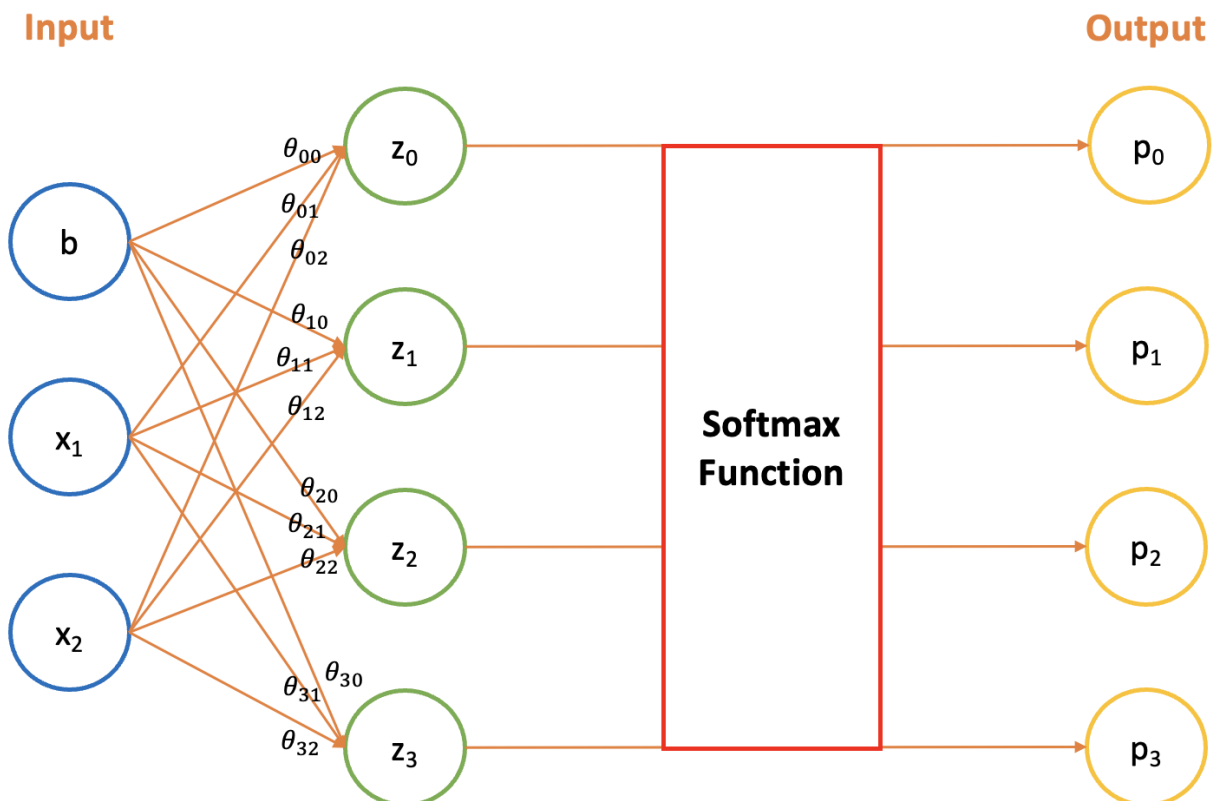 Input
Output
b
x₁
x₂
θ₀₀
θ₀₁
θ₀₂
θ₁₀
θ₁₁
θ₁₂
θ₂₀
θ₂₁
θ₂₂
θ₃₀
θ₃₁
θ₃₂
z₀
z₁
z₂
z₃
Softmax
Function
p₀
p₁
p₂
p₃